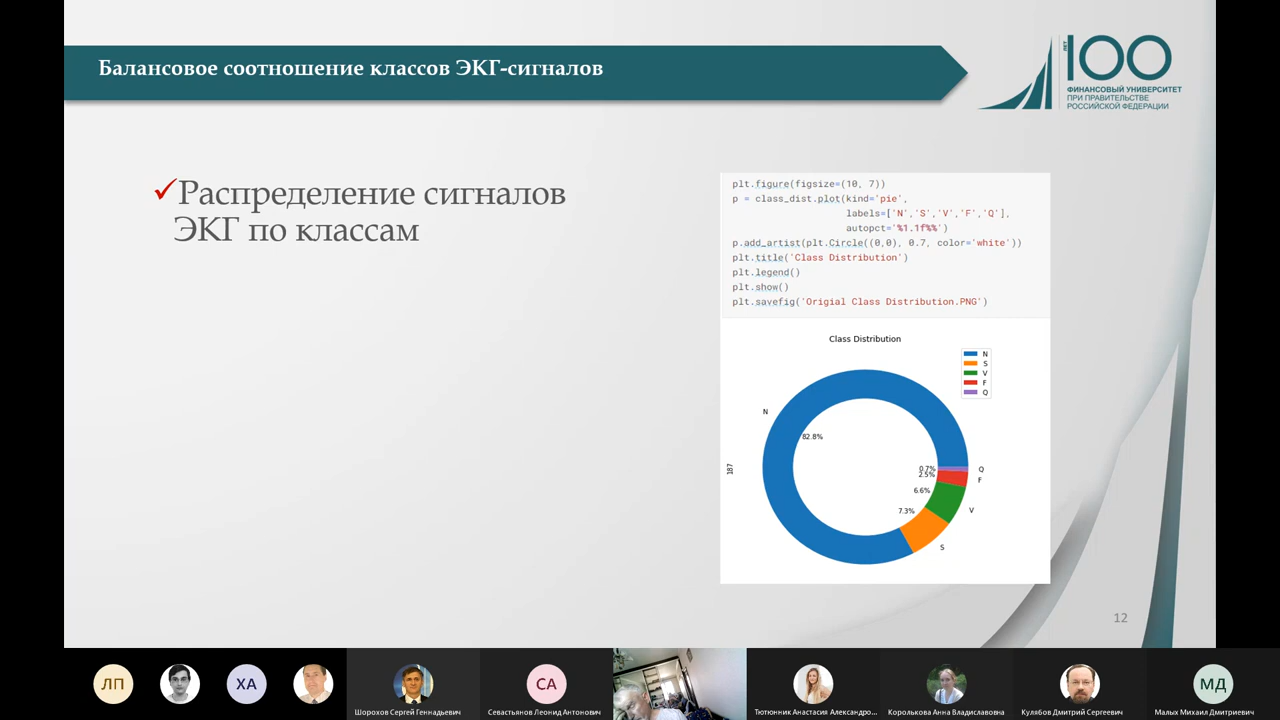 Балансовое соотношение классов ЭКГ-сигналов
ЛЕТ
100
ФИНАНСОВЫЙ УНИВЕРСИТЕТ
ПРИ ПРАВИТЕЛЬСТВЕ
РОССИЙСКОЙ ФЕДЕРАЦИИ
Распределение сигналов
ЭКГ по классам
plt.figure(figsize=(10, 7))
p = class_dist.plot(kind='pie',
labels=['N','S','V','F','Q'],
autopct='%1.1f%%')
p.add_artist(plt.Circle((0,0), 0.7, color='white'))
plt.title('Class Distribution')
plt.legend()
plt.show()
plt.savefig('Origial Class Distribution.PNG')
Class Distribution
N
S
V
F
Q
N
82.8%
187
0.7%
Q
2.5%
F
6.6%
V
7.3%
S
12
ЛП
ХА
СА
МД
Шорохов Сергей Геннадьевич
Севастьянов Леонид Антонович
Тютюнник Анастасия Александро...
Королькова Анна Владиславовна
Кулябов Дмитрий Сергеевич
Малых Михаил Дмитриевич